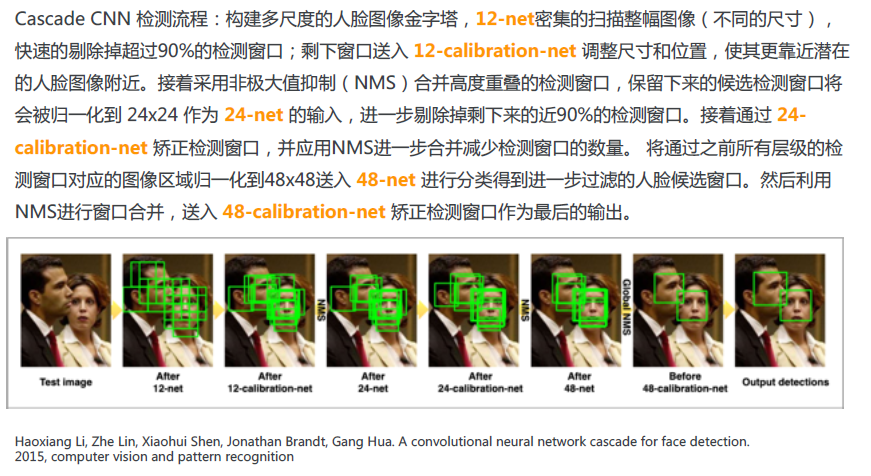 Cascade CNN 检测流程：构建多尺度的人脸图像金字塔，12-net密集的扫描整幅图像（不同的尺寸），
快速的剔除掉超过90%的检测窗口；剩下窗口送入 12-calibration-net 调整尺寸和位置，使其更靠近潜在
的人脸图像附近。接着采用非极大值抑制（NMS）合并高度重叠的检测窗口，保留下来的候选检测窗口将
会被归一化到 24x24 作为 24-net 的输入，进一步剔除掉剩下来的近90%的检测窗口。接着通过 24-
calibration-net 矫正检测窗口，并应用NMS进一步合并减少检测窗口的数量。 将通过之前所有层级的检
测窗口对应的图像区域归一化到48x48送入 48-net 进行分类得到进一步过滤的人脸候选窗口。然后利用
NMS进行窗口合并，送入 48-calibration-net 矫正检测窗口作为最后的输出。
NMS
NMS
Global NMS
Test image
After
12-net
After
12-calibration-net
After
24-net
After
24-calibration-net
After
48-net
Before
48-calibration-net
Output detections
Haoxiang Li, Zhe Lin, Xiaohui Shen, Jonathan Brandt, Gang Hua. A convolutional neural network cascade for face detection.
2015, computer vision and pattern recognition